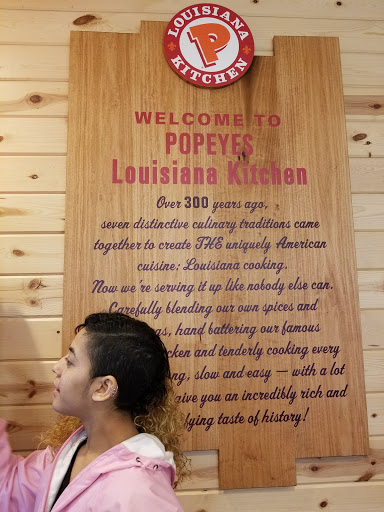 LOUISIANA
P
KITCHEN
WELCOME TO
POPEYES
Louisiana Kitchen
Over 300 years ago,
seven distinctive culinary traditions came
together to create THE uniquely American
cuisine: Louisiana cooking.
Now we're serving it up like nobody else can.
Carefully blending our own spices and
hand battering our famous
and tenderly cooking every
slow and easy — with a lot
give you an incredibly rich and
taste of history!